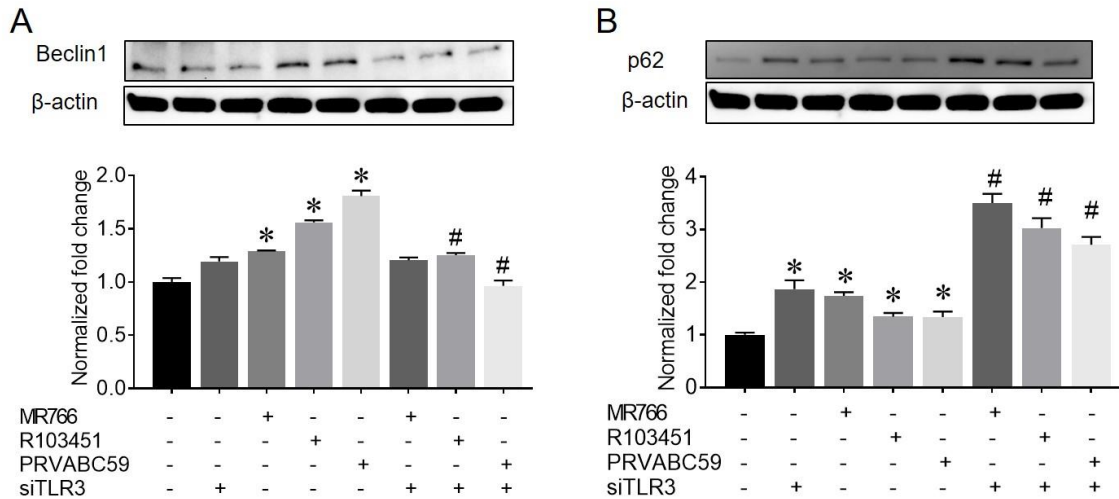 A
Beclin1
β-actin
Normalized fold change
2.0
1.5
1.0
0.5
0.0
* * * # #
MR766 - - + - - + - -
R103451 - - - + - - + -
PRVABC59 - - - - + - - +
siTLR3 - + - - - + + +
B
p62
β-actin
Normalized fold change
4
3
2
1
0
* * * * # # #
MR766 - - + - - + - -
R103451 - - - + - - + -
PRVABC59 - - - - + - - +
siTLR3 - + - - - + + +